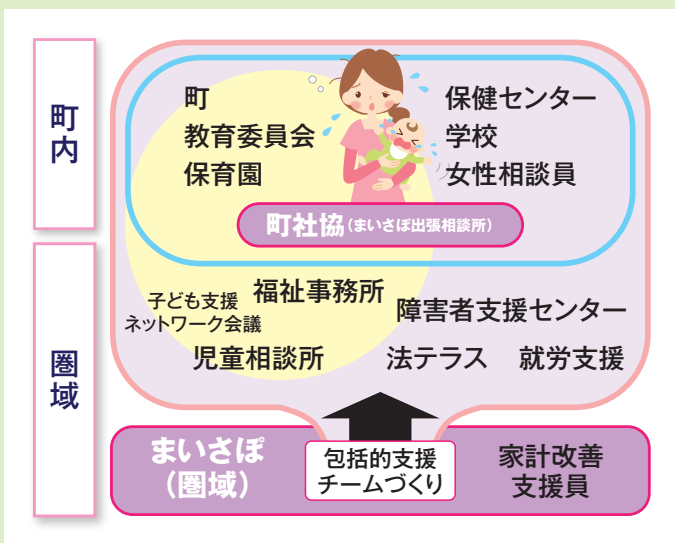 町内
町
教育委員会
保育園
保健センター
学校
女性相談員
町社協(まいさぽ出張相談所)
圏域
子ども支援
ネットワーク会議
福祉事務所
障害者支援センター
児童相談所
法テラス
就労支援
まいさぽ
(圏域)
包括的支援
チームづくり
家計改善
支援員